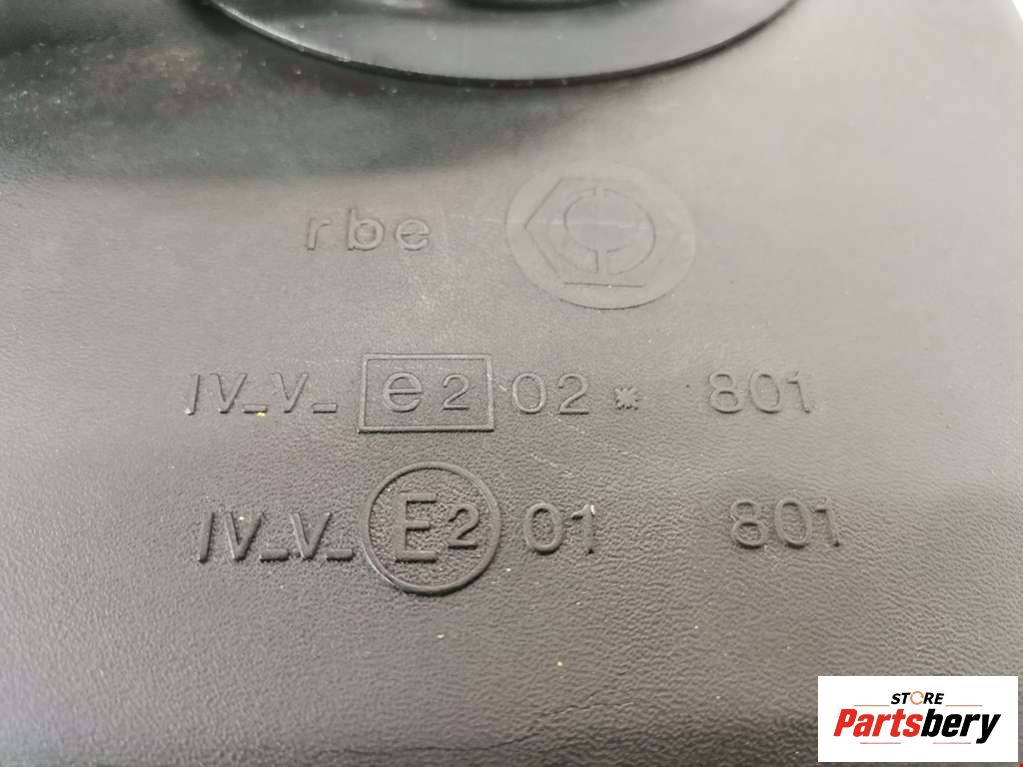 rbe
IV_V_ e2 02* 801
IV_V_ E2 01 801
STORE
Partsbery